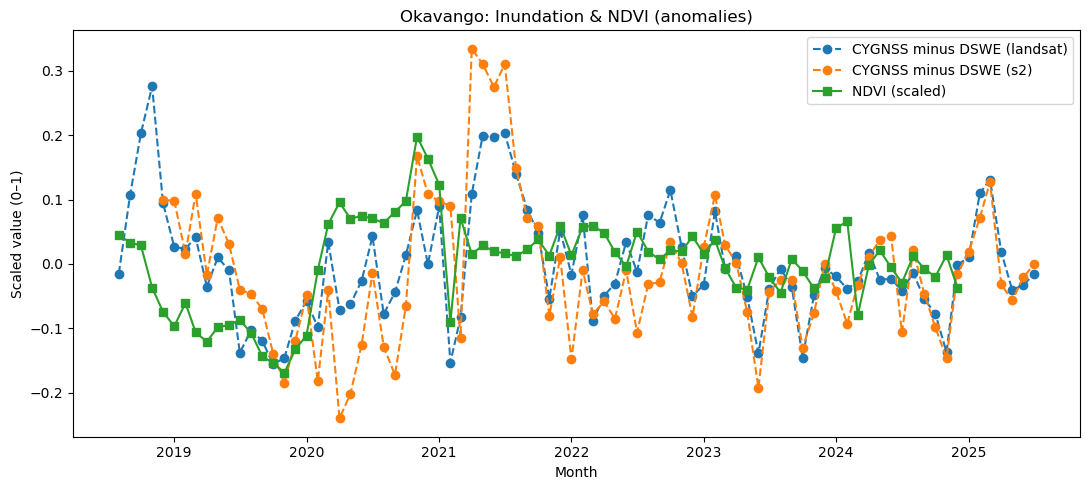 Okavango: Inundation & NDVI (anomalies)
CYGNSS minus DSWE (landsat)
CYGNSS minus DSWE (s2)
NDVI (scaled)
Scaled value (0–1)
0.3
0.2
0.1
0.0
−0.1
−0.2
2019 2020 2021 2022 2023 2024 2025
Month